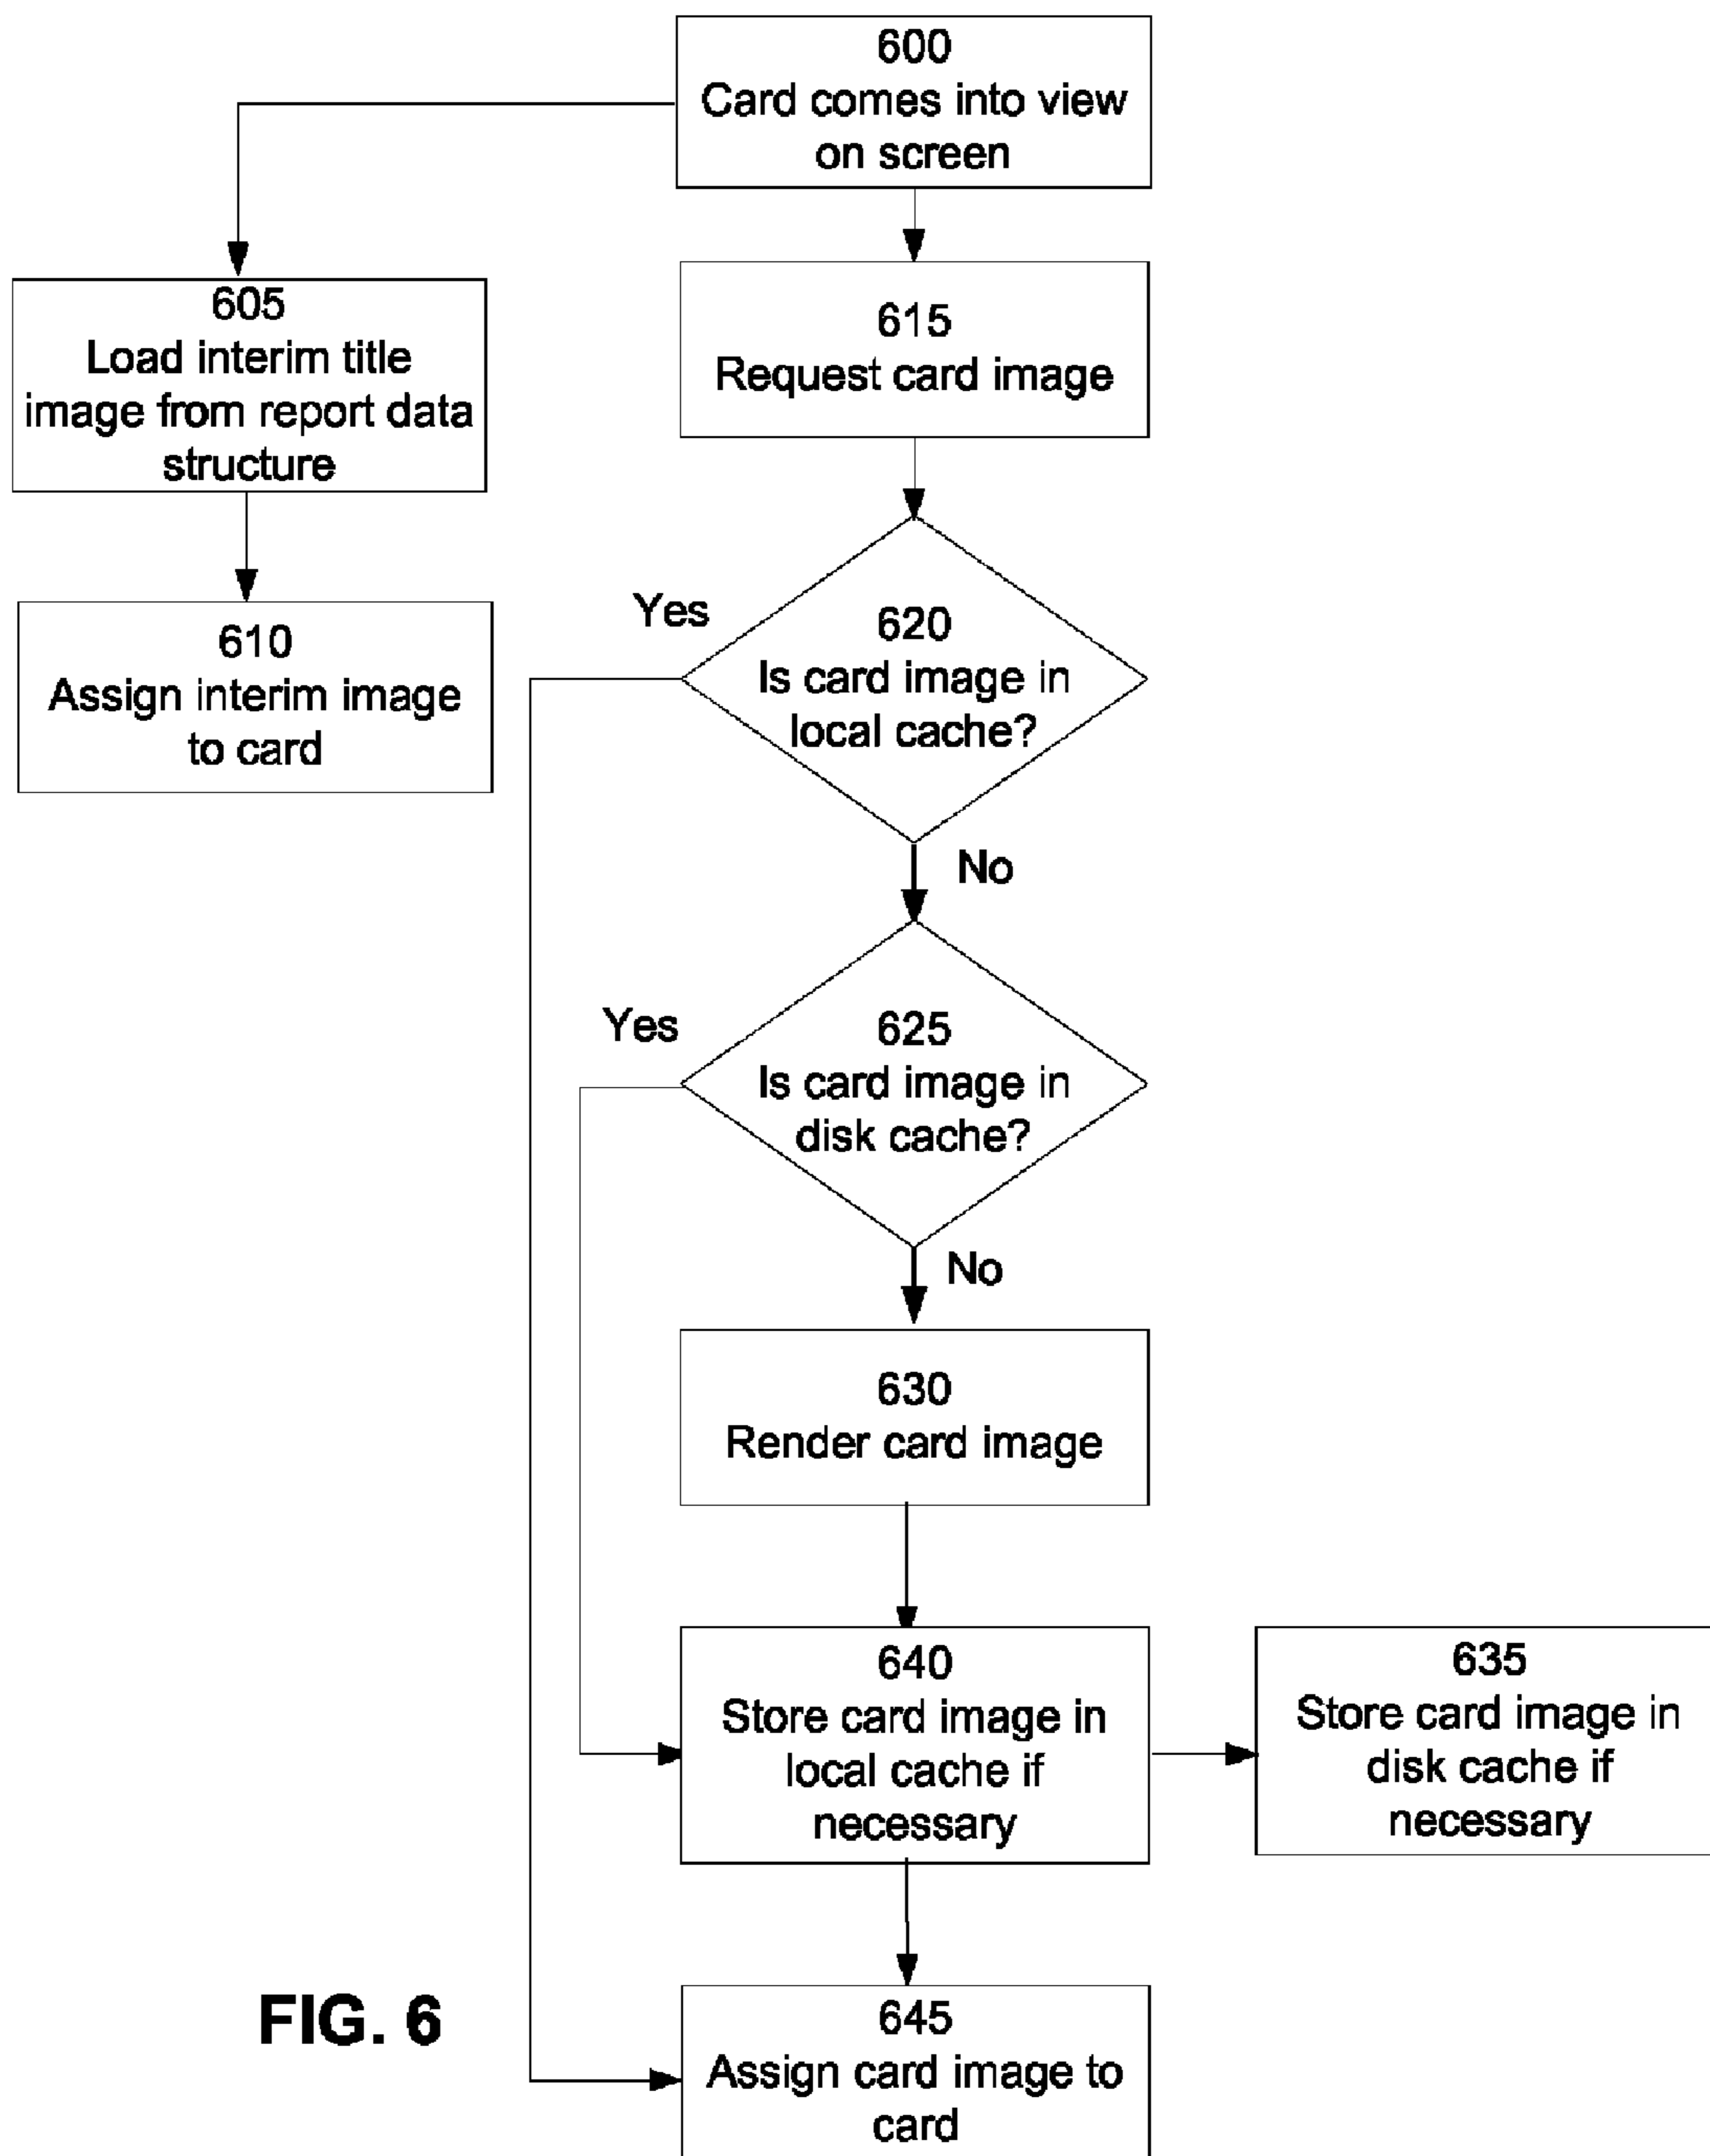 600
Card comes into view
on screen
605
Load interim title
image from report data
structure
615
Request card image
610
Assign interim image
to card
Yes
620
Is card image in
local cache?
No
Yes
625
Is card image in
disk cache?
No
630
Render card image
640
Store card image in
local cache if
necessary
635
Store card image in
disk cache if
necessary
645
Assign card image to
card
FIG. 6